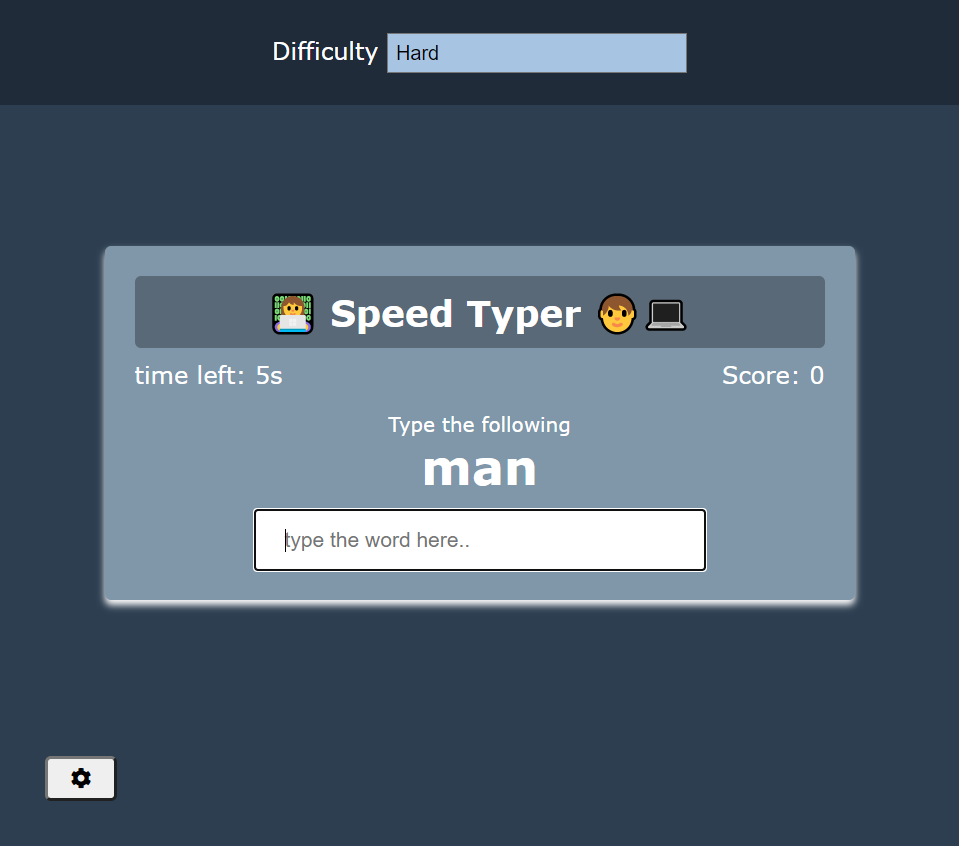 Difficulty Hard
Speed Typer
time left: 5s Score: 0
Type the following
man
type the word here..